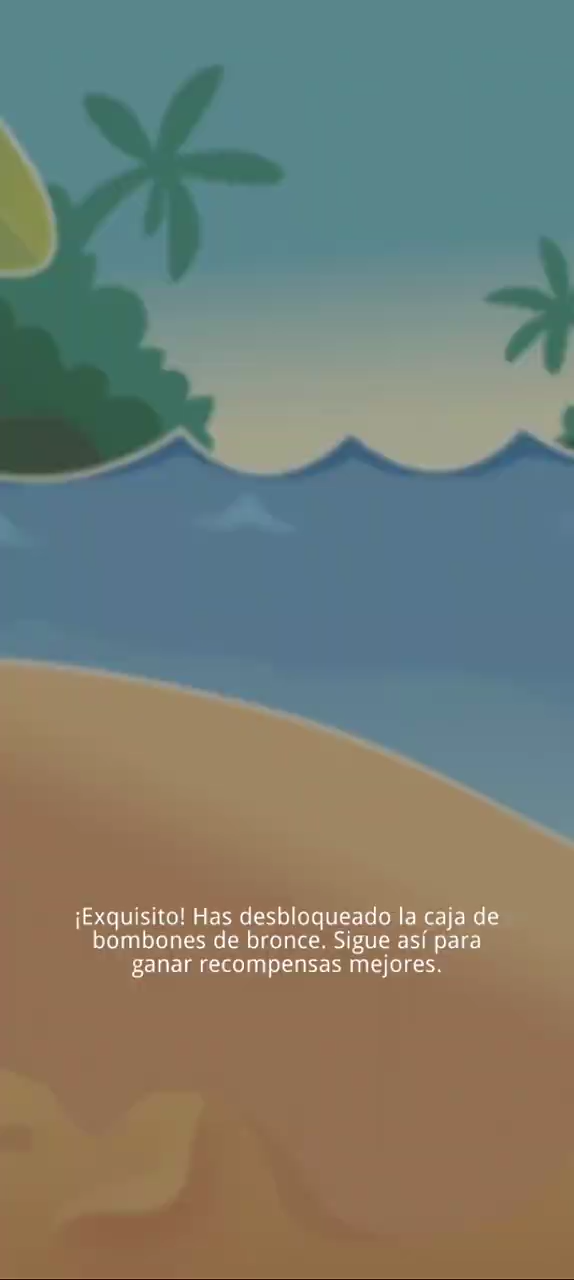 ¡Exquisito! Has desbloqueado la caja de
bombones de bronce. Sigue así para
ganar recompensas mejores.